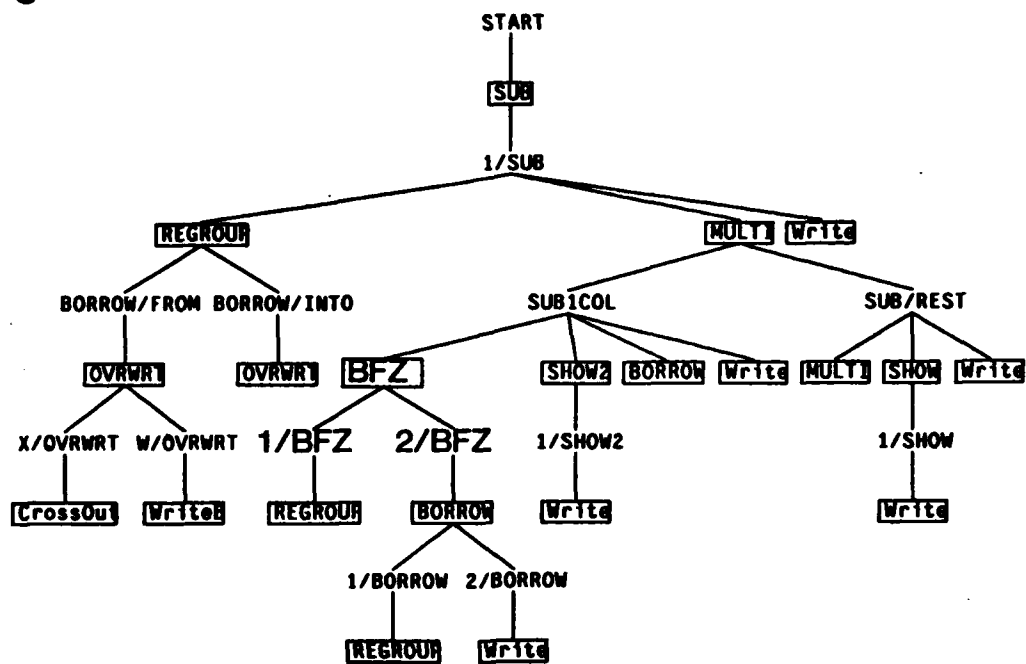 START
SUB
1/SUB
REGROUP MULTI Write
BORROW/FROM BORROW/INTO SUB1COL SUB/REST
OVRWRT OVRWRT BFZ SHOW2 BORROW Write MULTI SHOW Write
X/OVRWRT W/OVRWRT 1/BFZ 2/BFZ 1/SHOW2 1/SHOW
CrossOut WriteB REGROUP BORROW Write Write
1/BORROW 2/BORROW
REGROUP Write